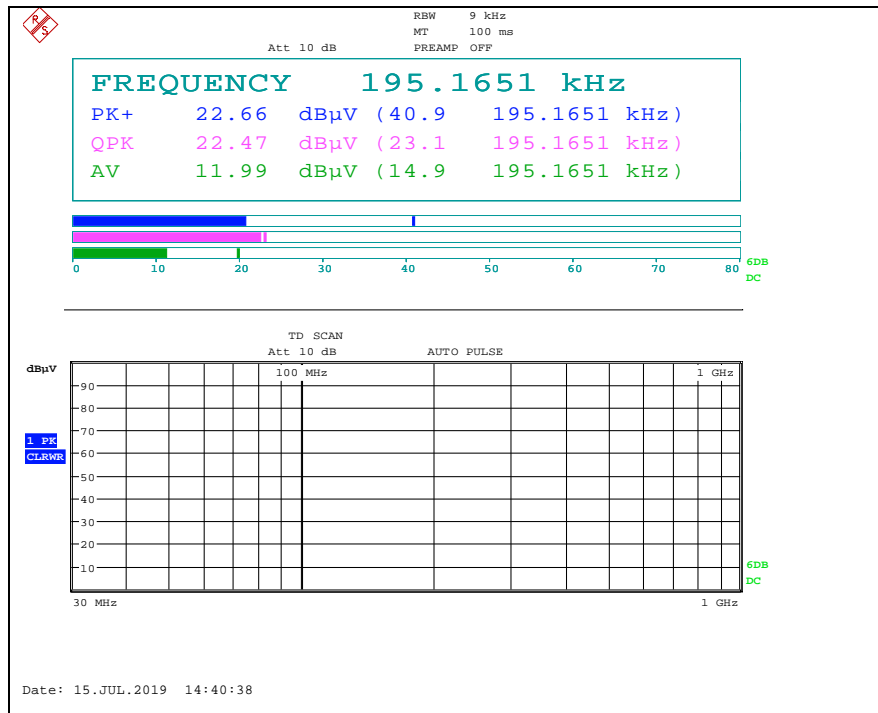 R S
RBW 9 kHz
MT 100 ms
Att 10 dB PREAMP OFF
FREQUENCY 195.1651 kHz
PK+ 22.66 dBµV (40.9 195.1651 kHz)
QPK 22.47 dBµV (23.1 195.1651 kHz)
AV 11.99 dBµV (14.9 195.1651 kHz)
0 10 20 30 40 50 60 70 80
6DB
DC
TD SCAN
Att 10 dB AUTO PULSE
dBµV
100 MHz 1 GHz
90
80
70
1 PK
CLRWR
60
50
40
30
20
10
6DB
DC
30 MHz 1 GHz
Date: 15.JUL.2019 14:40:38